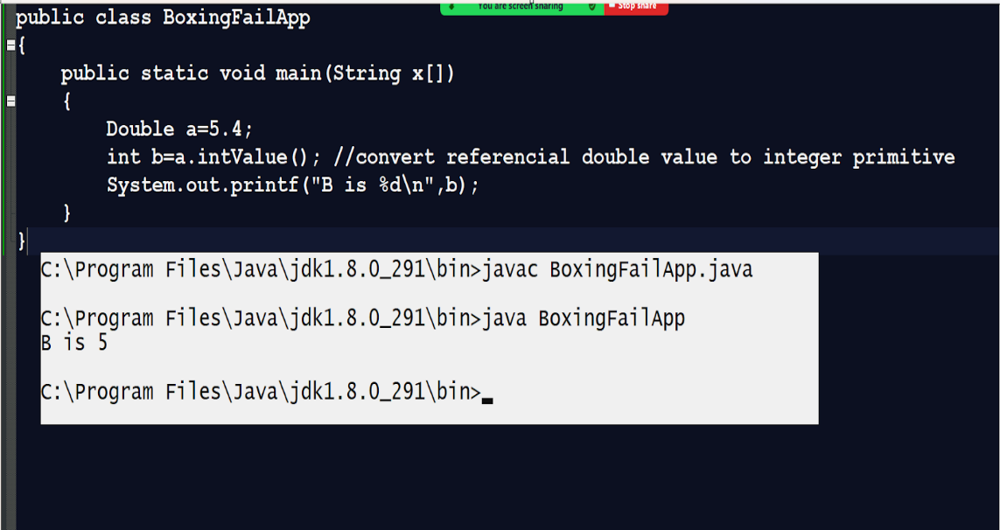 You are screen sharing
Stop share
public class BoxingFailApp
{
public static void main(String x[])
{
Double a=5.4;
int b=a.intValue(); //convert referencial double value to integer primitive
System.out.printf("B is %d\n",b);
}
}
C:\Program Files\Java\jdk1.8.0_291\bin>javac BoxingFailApp.java
C:\Program Files\Java\jdk1.8.0_291\bin>java BoxingFailApp
B is 5
C:\Program Files\Java\jdk1.8.0_291\bin>